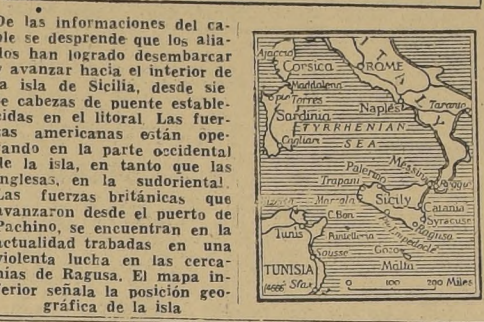 De las informaciones del ca-
ble se desprende que los alia-
dos han logrado desembarcar
y avanzar hacia el interior de
la isla de Sicilia, desde sie-
te cabezas de puente estable-
cidas en el litoral. Las fuer-
zas americanas están ope-
rando en la parte occidental
de la isla, en tanto que las
inglesas, en la sudoriental.
Las fuerzas británicas que
avanzaron desde el puerto de
Pachino, se encuentran en la
actualidad trabadas en una
violenta lucha en las cerca-
nías de Ragusa. El mapa in-
ferior señala la posición geo-
gráfica de la isla
Ajaccio
Corsica
ROME
ITALY
Maddalena
Torres
Naples
Taranto
Sardinia
TYRRHENIAN
SEA
Cagliari
Messina
Palermo
Trapani
Marsala
Sicily
Catania
Syracuse
Ragusa
P. Empedocle
C. Bon
Tunis
Pantelleria
Sousse
Gozo
Malta
TUNISIA
Sfax
0 100 200 Miles